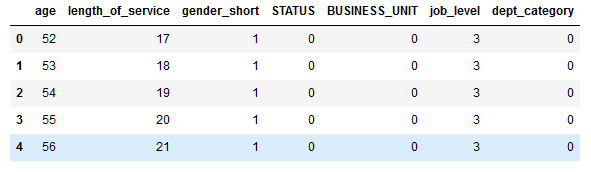 age length_of_service gender_short STATUS BUSINESS_UNIT job_level dept_category
0 52 17 1 0 0 3 0
1 53 18 1 0 0 3 0
2 54 19 1 0 0 3 0
3 55 20 1 0 0 3 0
4 56 21 1 0 0 3 0